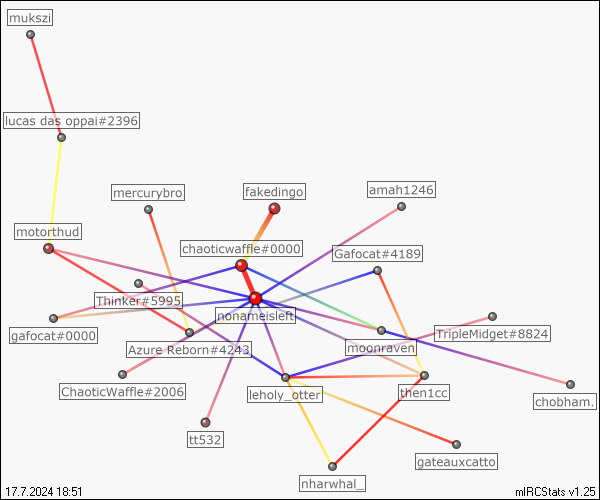 mukszi
lucas das oppai#2396
mercurybro
fakedingo
amah1246
motorthud
chaoticwaffle#0000
Gafocat#4189
Thinker#5995
nonameisleft
gafocat#0000
Azure Reborn#4243
moonraven
TripleMidget#8824
ChaoticWaffle#2006
leholy_otter
then1cc
chobham.
tt532
gateauxcatto
nharwhal_
17.7.2024 18:51
mIRCStats v1.25